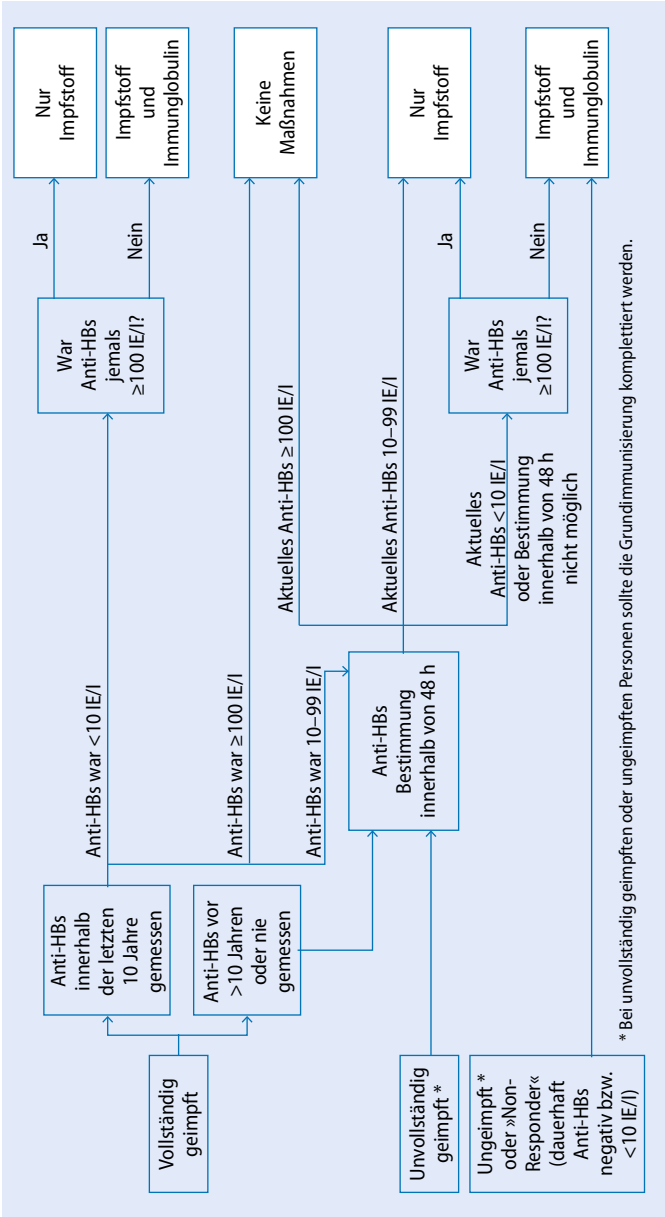 Vollständig
geimpft
Unvollständig
geimpft *
Ungeimpft *
oder »Non-
Responder«
(dauerhaft
Anti-HBs
negativ bzw.
<10 IE/l)
Anti-HBs
innerhalb
der letzten
10 Jahre
gemessen
Anti-HBs vor
>10 Jahren
oder nie
gemessen
Anti-HBs war <10 IE/l
Anti-HBs war ≥100 IE/l
Anti-HBs war 10–99 IE/l
Anti-HBs
Bestimmung
innerhalb von 48 h
War
Anti-HBs
jemals
≥100 IE/l?
Aktuelles Anti-HBs ≥100 IE/l
Aktuelles Anti-HBs 10–99 IE/l
Aktuelles
Anti-HBs <10 IE/l
oder Bestimmung
innerhalb von 48 h
nicht möglich
War
Anti-HBs
jemals
≥100 IE/l?
Ja
Nein
Ja
Nein
Nur
Impfstoff
Impfstoff
und
Immunglobulin
Keine
Maßnahmen
Nur
Impfstoff
Impfstoff
und
Immunglobulin
* Bei unvollständig geimpften oder ungeimpften Personen sollte die Grundimmunisierung komplettiert werden.